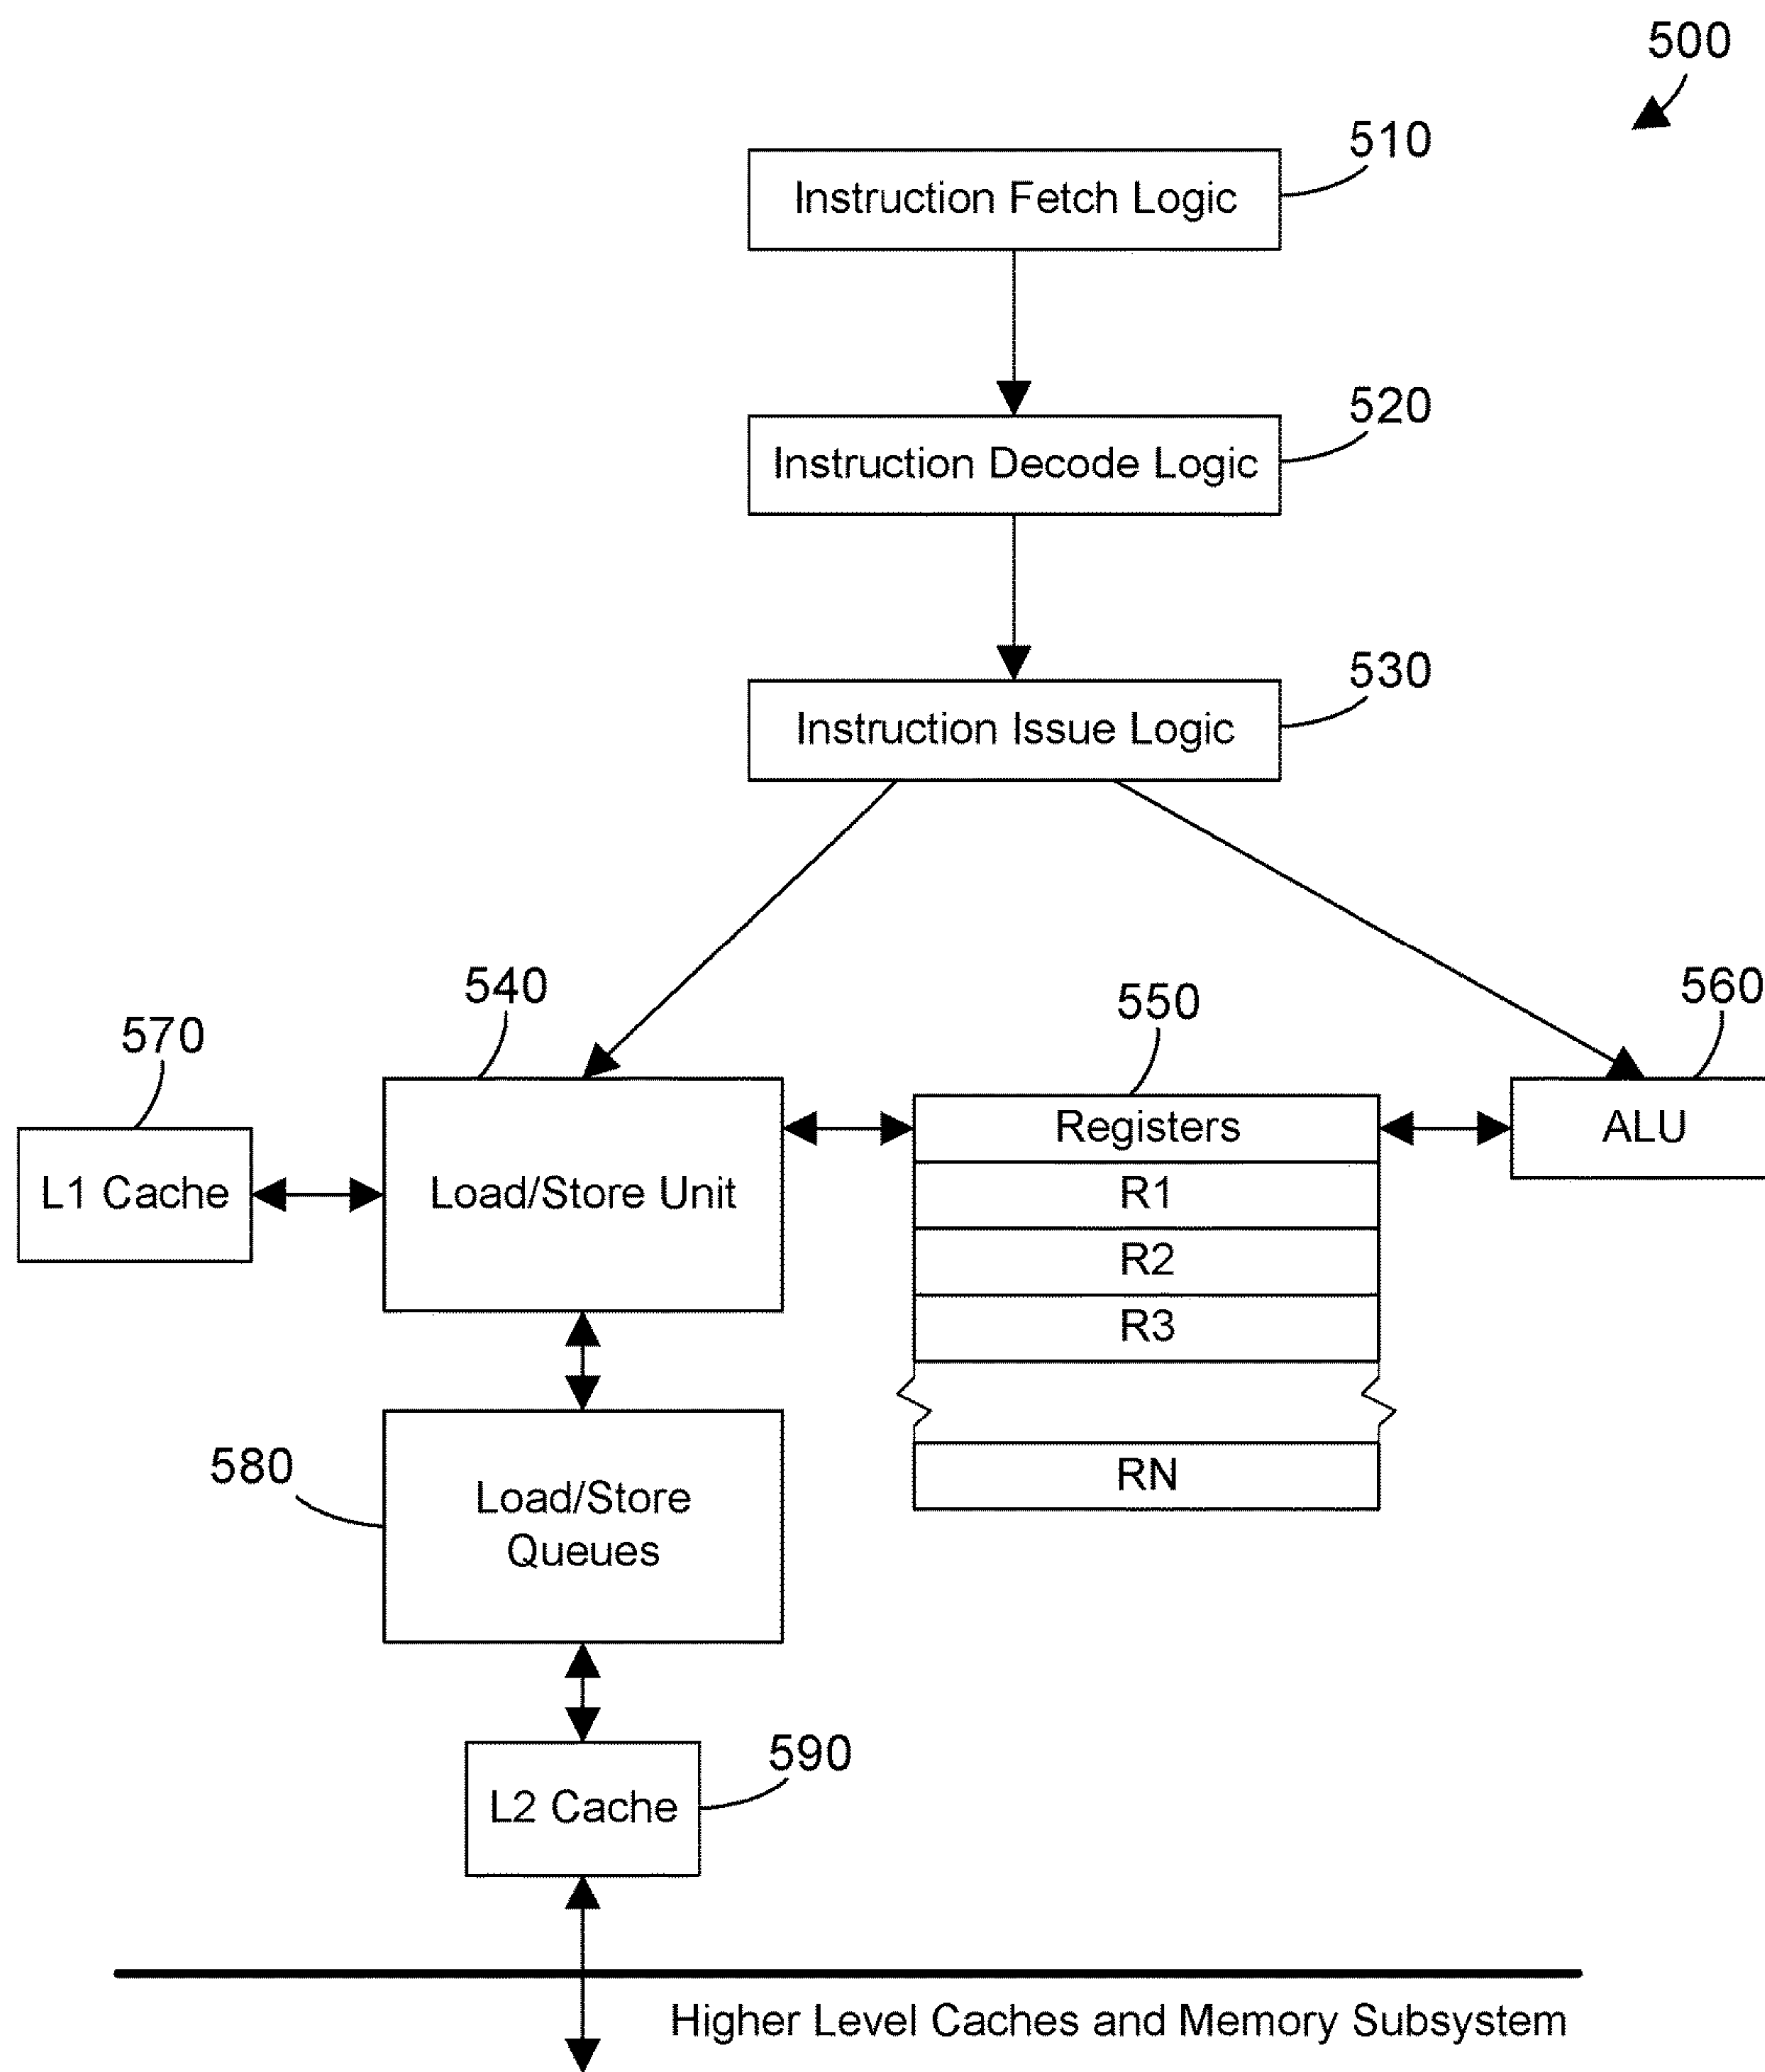 500
510
Instruction Fetch Logic
520
Instruction Decode Logic
530
Instruction Issue Logic
540
550
560
570
Registers
ALU
L1 Cache
Load/Store Unit
R1
R2
R3
580
Load/Store
Queues
RN
590
L2 Cache
Higher Level Caches and Memory Subsystem